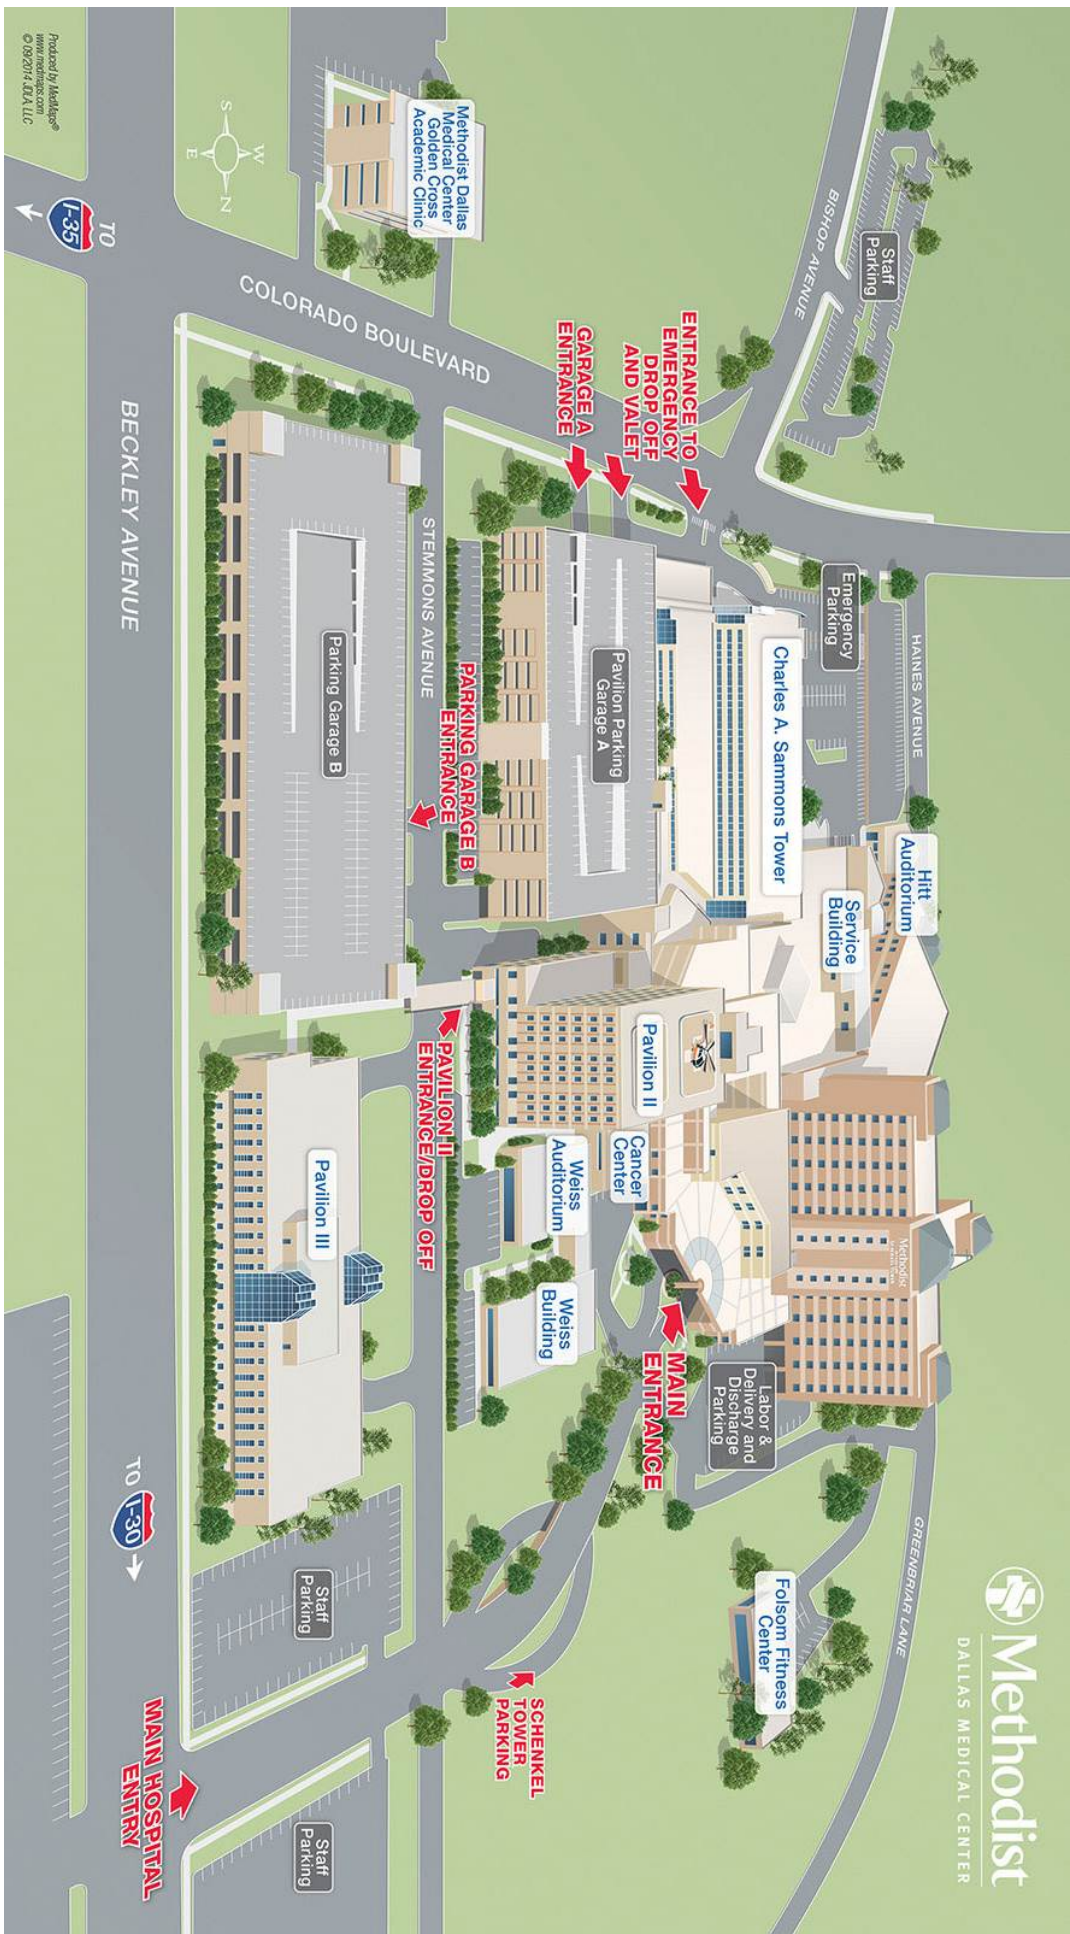 Methodist
DALLAS MEDICAL CENTER
Staff
Parking
BISHOP AVENUE
HAINES AVENUE
GREENBRIAR LANE
Hitt
Auditorium
Emergency
Parking
Service
Building
Charles A. Sammons Tower
Methodist
Folsom Fitness
Center
Labor &
Delivery and
Discharge
Parking
ENTRANCE TO
EMERGENCY
DROP OFF
AND VALET
GARAGE A
ENTRANCE
Pavilion Parking
Garage A
Pavilion II
Cancer
Center
MAIN
ENTRANCE
Weiss
Auditorium
Weiss
Building
Methodist Dallas
Medical Center
Golden Cross
Academic Clinic
COLORADO BOULEVARD
STEMMONS AVENUE
PARKING GARAGE B
ENTRANCE
PAVILION II
ENTRANCE/DROP OFF
SCHENKEL
TOWER
PARKING
Parking Garage B
Pavilion III
Staff
Parking
Staff
Parking
S
W
E
N
BECKLEY AVENUE
TO
I-35
TO
I-30
MAIN HOSPITAL
ENTRY
Produced by MedMaps®
www.medmaps.com
© 09/2014 JDLA, LLC